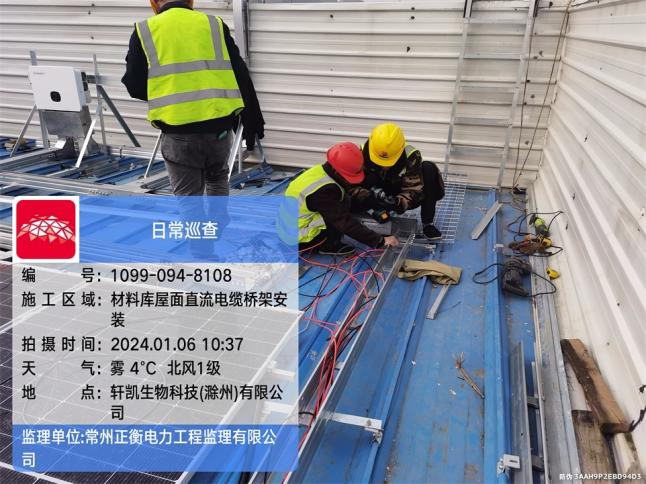 日常巡查
编 号：1099-094-8108
施工区域：材料库屋面直流电缆桥架安
装
拍摄时间：2024.01.06 10:37
天 气：雾 4℃ 北风1级
地 点：轩凯生物科技(滁州)有限公
司
监理单位:常州正衡电力工程监理有限公
司
防伪 3AAH9P2EBD94D3